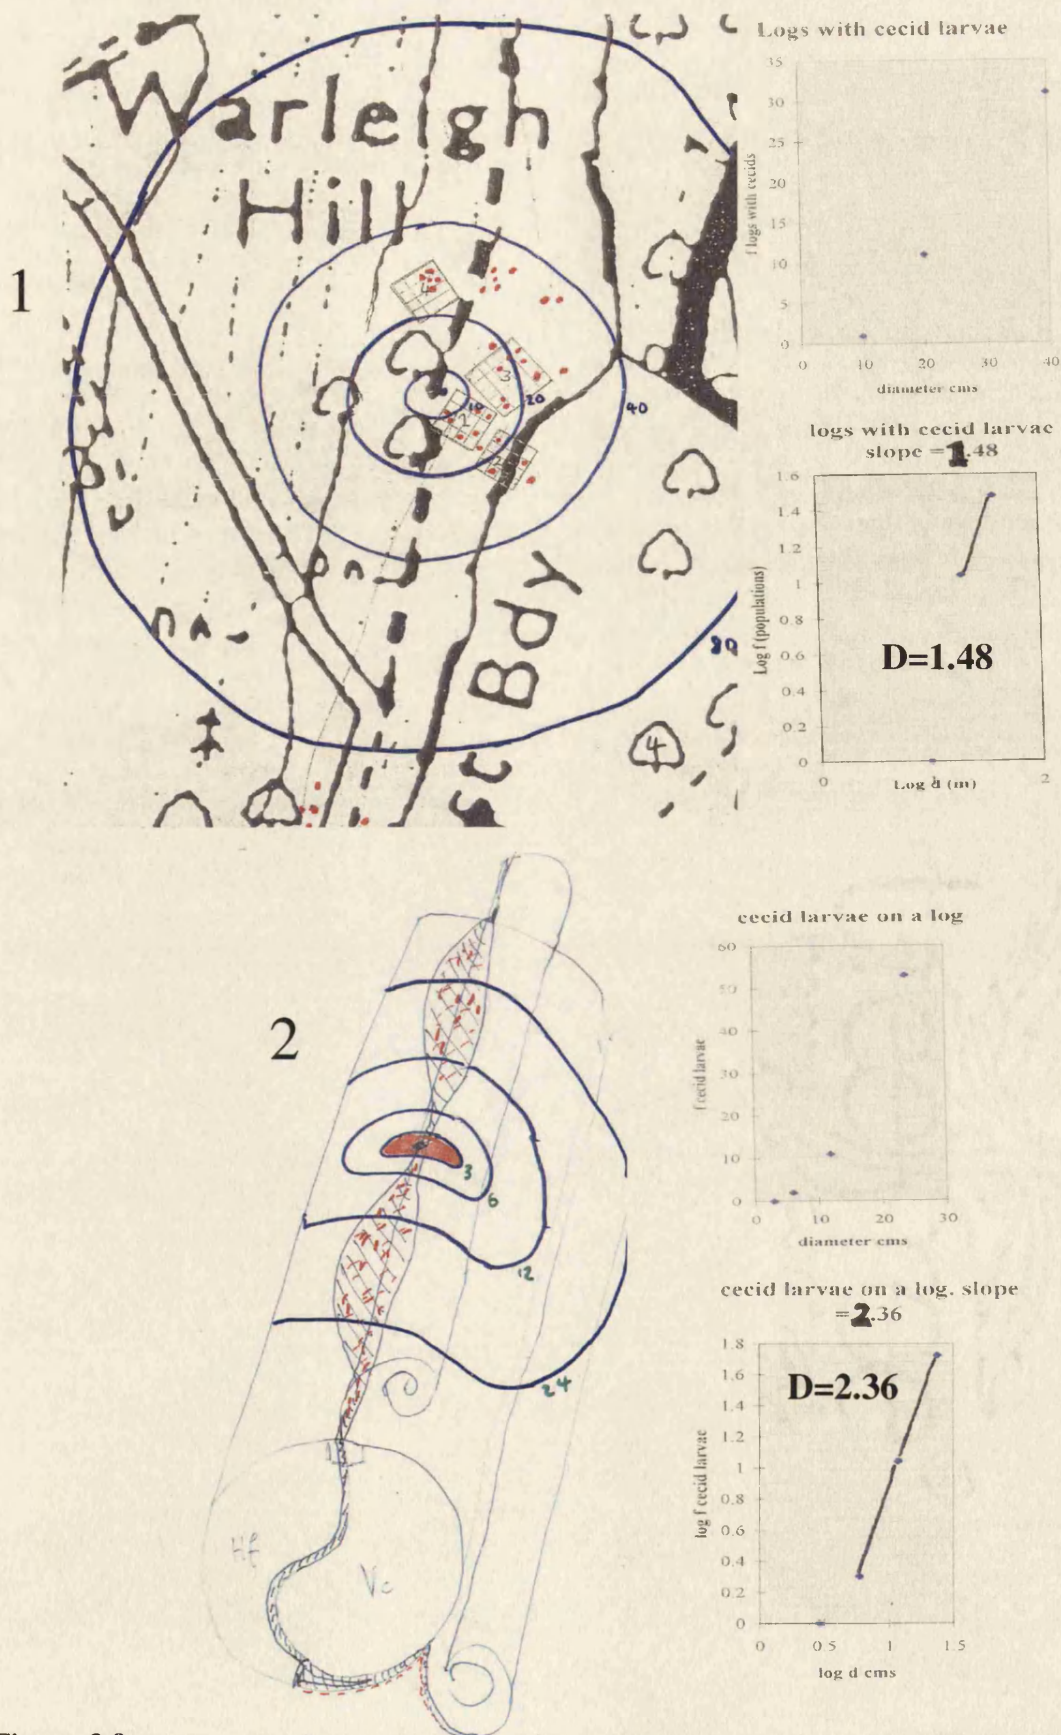 1
Warleigh
Hill
4
3
2
10
20
40
80
Bdy
4
Logs with cecid larvae
35
30
25
20
15
10
5
0
f logs with cecids
0 10 20 30 40
diameter cms
logs with cecid larvae
slope =1.48
1.6
1.4
1.2
1
0.8
0.6
0.4
0.2
0
Log f (populations)
D=1.48
0 2
Log d (m)
2
3
6
12
24
Hf
Vc
cecid larvae on a log
60
50
40
30
20
10
0
f cecid larvae
0 10 20 30
diameter cms
cecid larvae on a log. slope
=2.36
1.8
1.6
1.4
1.2
1
0.8
0.6
0.4
0.2
0
log f cecid larvae
D=2.36
0 0.5 1 1.5
log d cms